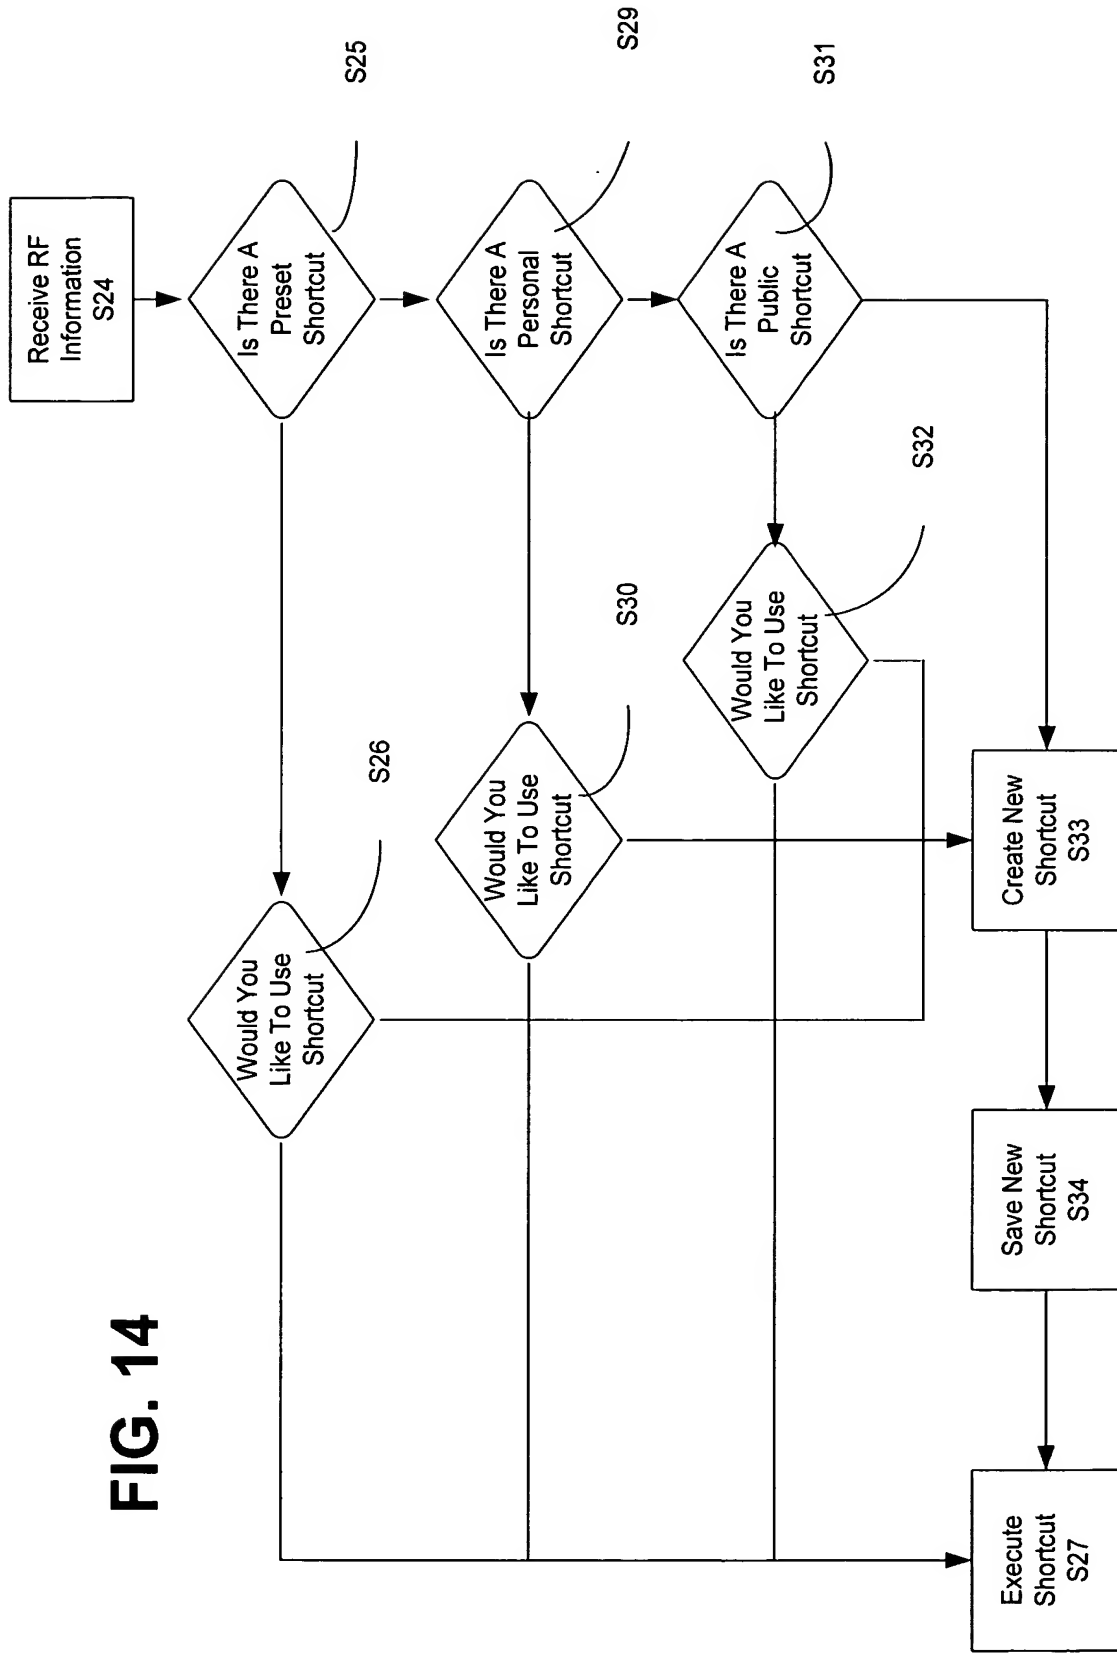 FIG. 14
Receive RF
Information
S24
Is There A
Preset
Shortcut
S25
Would You
Like To Use
Shortcut
S26
Is There A
Personal
Shortcut
S29
Would You
Like To Use
Shortcut
S30
Is There A
Public
Shortcut
S31
Would You
Like To Use
Shortcut
S32
Create New
Shortcut
S33
Save New
Shortcut
S34
Execute
Shortcut
S27